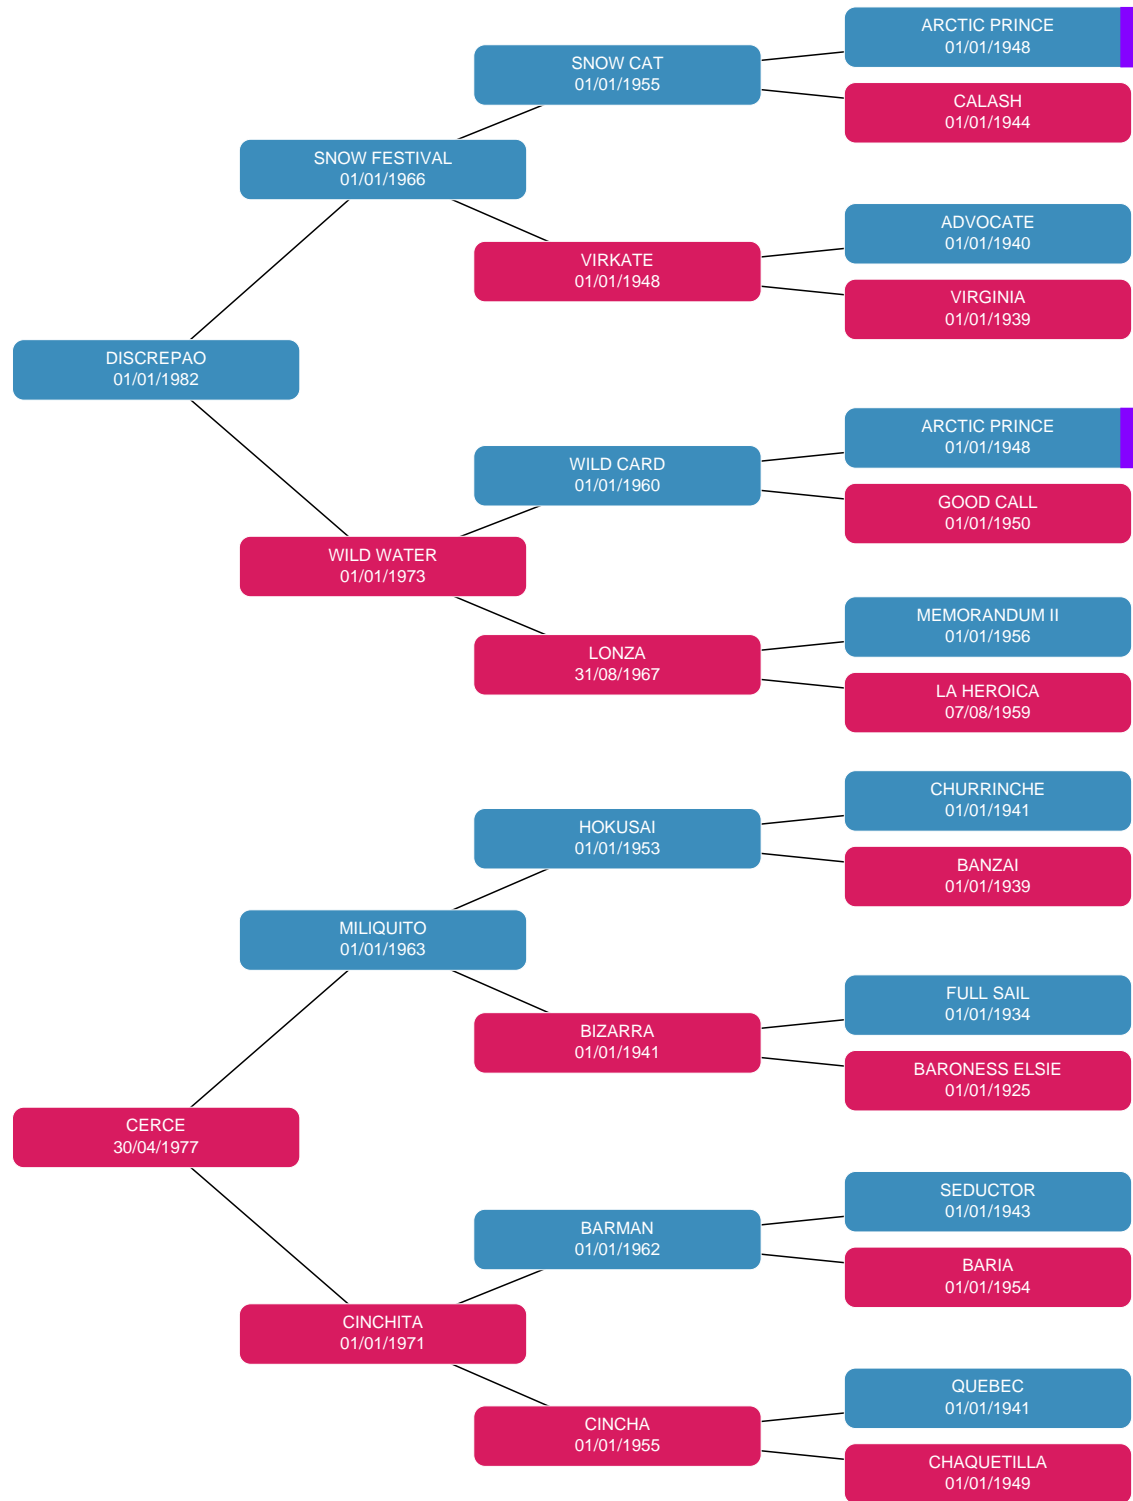 ARCTIC PRINCE
01/01/1948
SNOW CAT
01/01/1955
CALASH
01/01/1944
SNOW FESTIVAL
01/01/1966
ADVOCATE
01/01/1940
VIRKATE
01/01/1948
VIRGINIA
01/01/1939
DISCREPAO
01/01/1982
ARCTIC PRINCE
01/01/1948
WILD CARD
01/01/1960
GOOD CALL
01/01/1950
WILD WATER
01/01/1973
MEMORANDUM II
01/01/1956
LONZA
31/08/1967
LA HEROICA
07/08/1959
CHURRINCHE
01/01/1941
HOKUSAI
01/01/1953
BANZAI
01/01/1939
MILIQUITO
01/01/1963
FULL SAIL
01/01/1934
BIZARRA
01/01/1941
BARONESS ELSIE
01/01/1925
CERCE
30/04/1977
SEDUCTOR
01/01/1943
BARMAN
01/01/1962
BARIA
01/01/1954
CINCHITA
01/01/1971
QUEBEC
01/01/1941
CINCHA
01/01/1955
CHAQUETILLA
01/01/1949